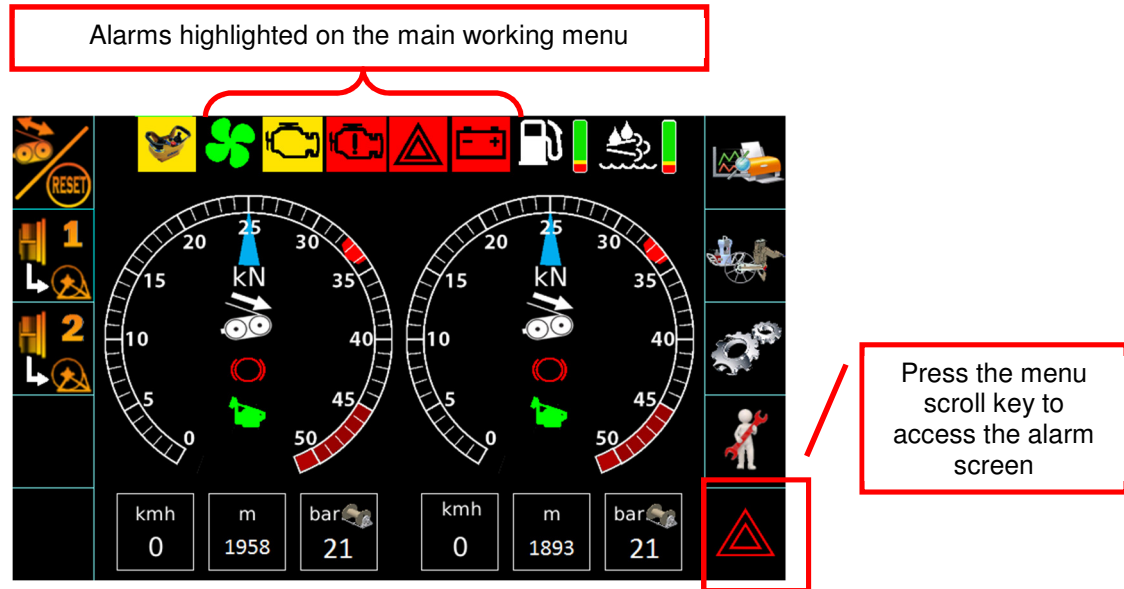 Alarms highlighted on the main working menu
RESET
1
2
25
20 30
kN
15 35
10 40
5 45
0 50
25
20 30
kN
15 35
10 40
5 45
0 50
kmh
0
m
1958
bar
21
kmh
0
m
1893
bar
21
Press the menu
scroll key to
access the alarm
screen